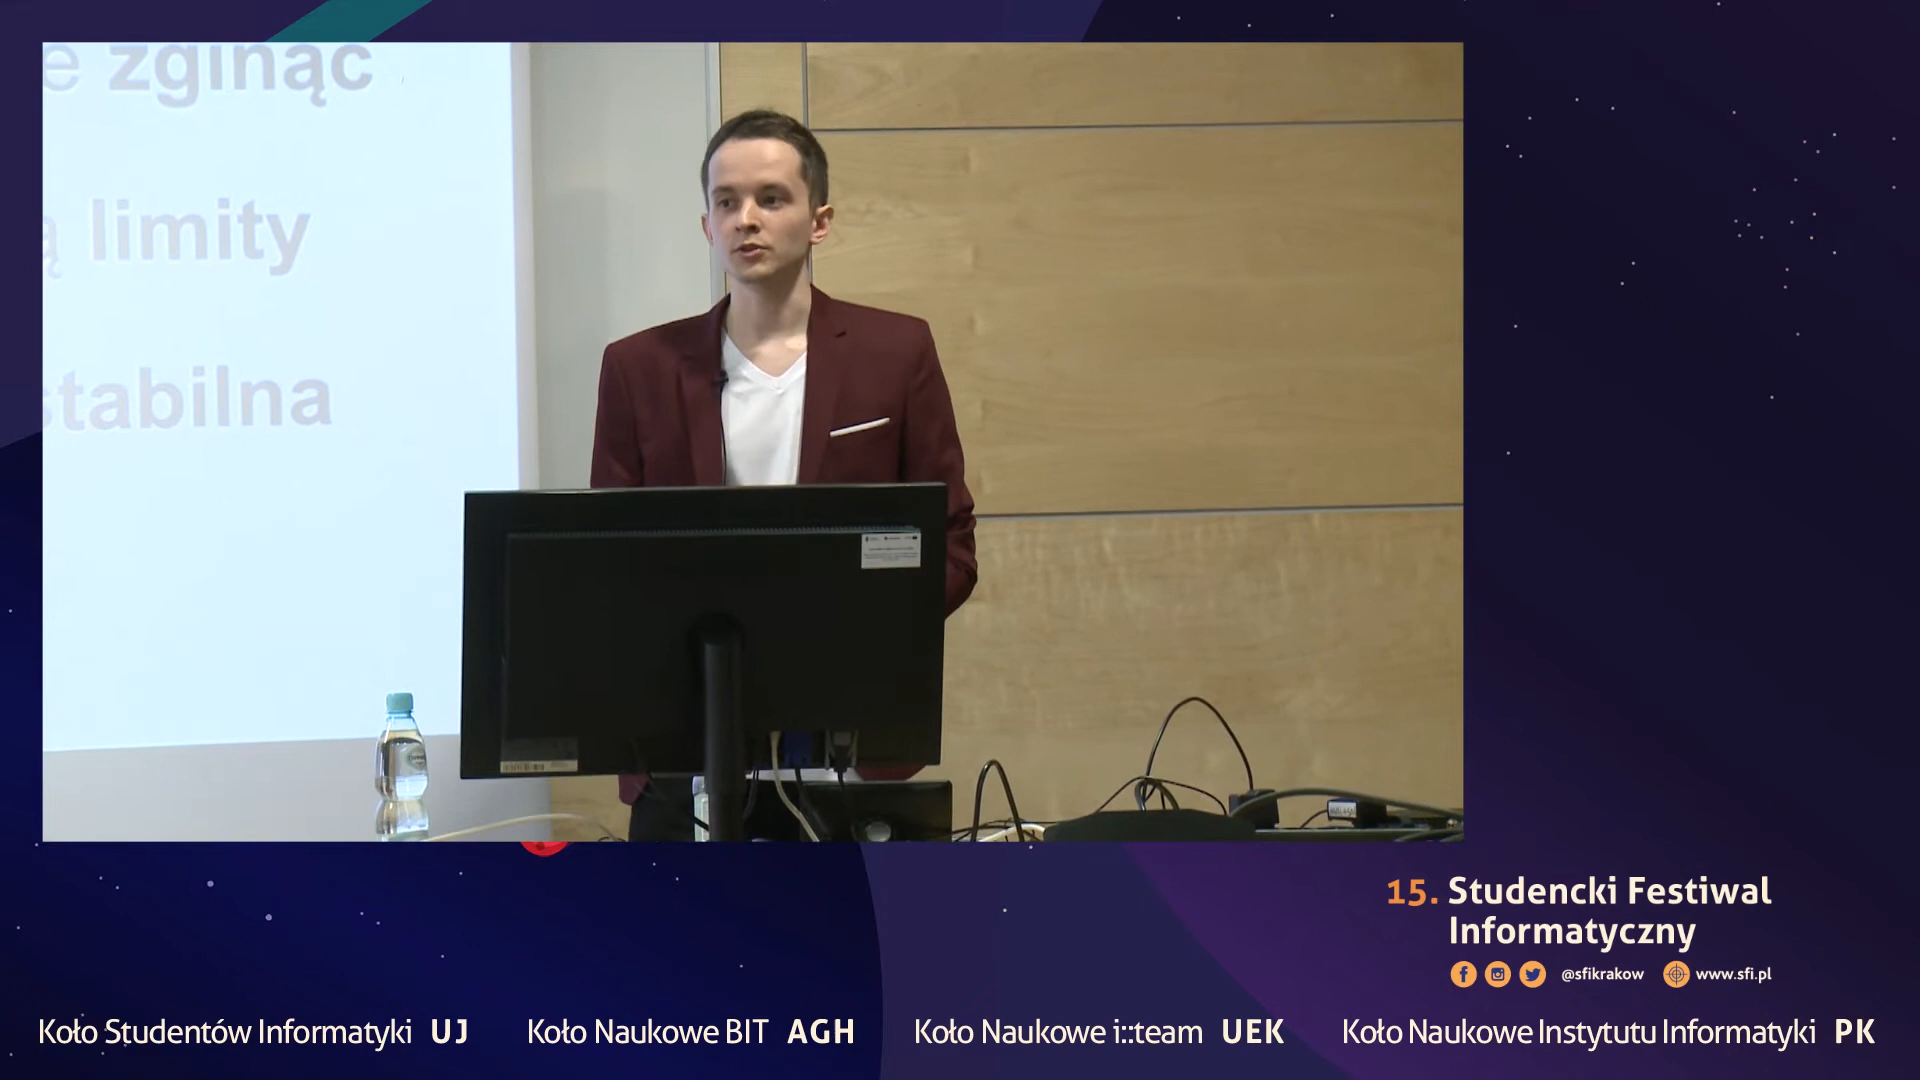 zginąć
limity
stabilna
15. Studencki Festiwal
Informatyczny
@sfikrakow www.sfi.pl
Koło Studentów Informatyki UJ Koło Naukowe BIT AGH Koło Naukowe i::team UEK Koło Naukowe Instytutu Informatyki PK